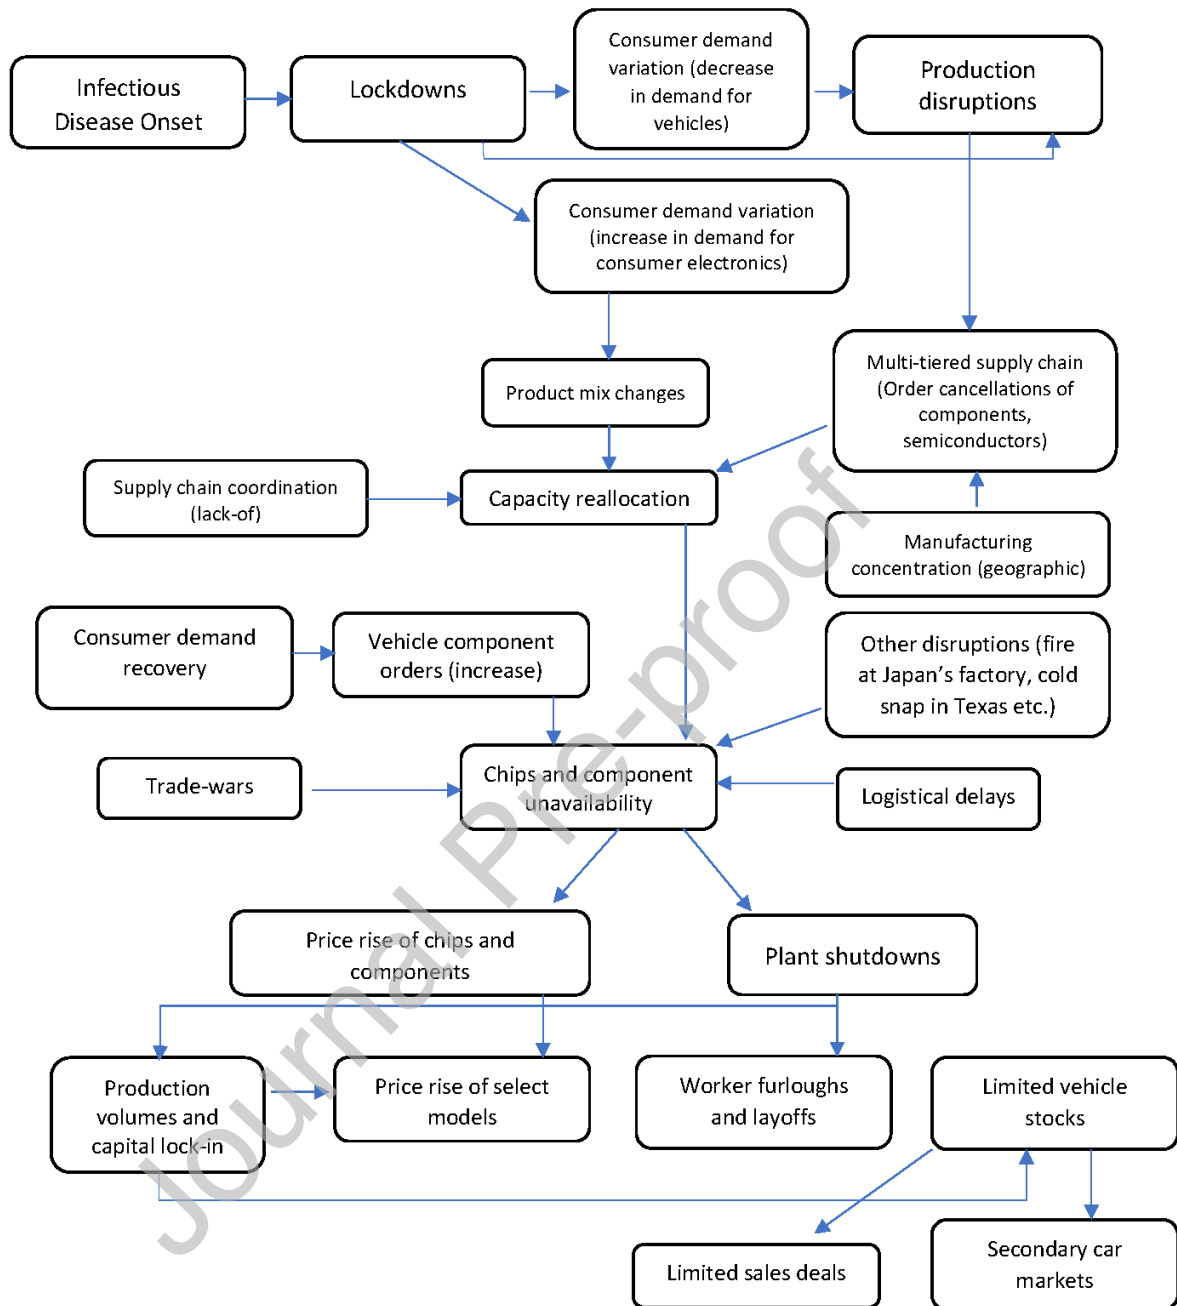 Infectious
Disease Onset
Lockdowns
Consumer demand
variation (decrease
in demand for
vehicles)
Production
disruptions
Consumer demand variation
(increase in demand for
consumer electronics)
Product mix changes
Multi-tiered supply chain
(Order cancellations of
components,
semiconductors)
Supply chain coordination
(lack-of)
Capacity reallocation
Manufacturing
concentration (geographic)
Consumer demand
recovery
Vehicle component
orders (increase)
Other disruptions (fire
at Japan’s factory, cold
snap in Texas etc.)
Trade-wars
Chips and component
unavailability
Logistical delays
Price rise of chips and
components
Plant shutdowns
Production
volumes and
capital lock-in
Price rise of select
models
Worker furloughs
and layoffs
Limited vehicle
stocks
Limited sales deals
Secondary car
markets
Journal Pre-proof